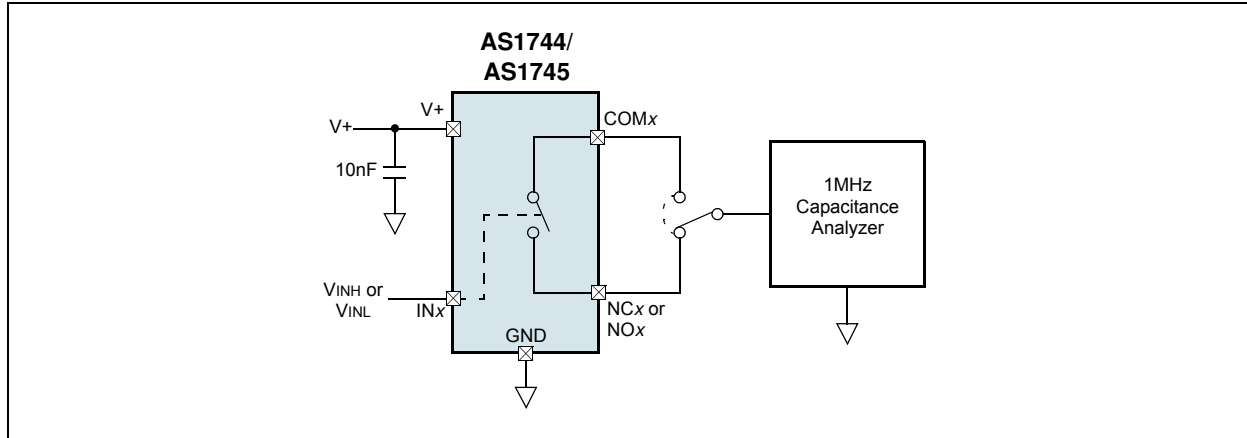 AS1744/
AS1745
V+
V+
COMx
10nF
1MHz
Capacitance
Analyzer
VINH or
VINL
INx
NCx or
NOx
GND